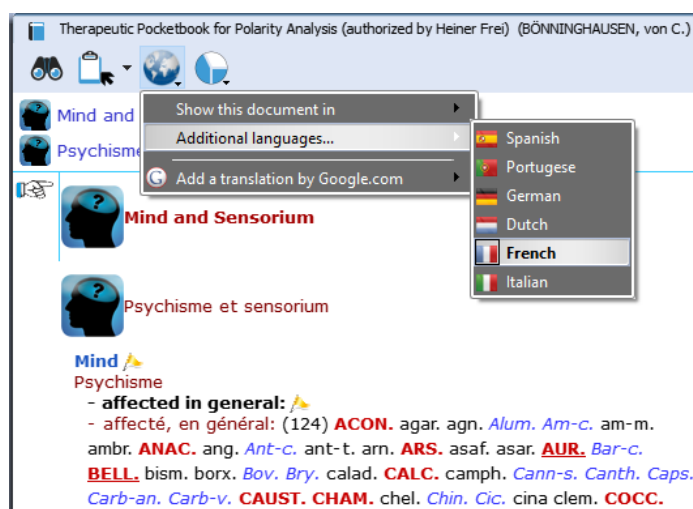 Therapeutic Pocketbook for Polarity Analysis (authorized by Heiner Frei) (BÖNNINGHAUSEN, von C.)
Mind and
Show this document in
Psychisme
Additional languages...
Add a translation by Google.com
Spanish
Portugese
German
Dutch
French
Italian
Mind and Sensorium
Psychisme et sensorium
Mind
Psychisme
- affected in general:
- affecté, en général: (124) ACON. agar. agn. Alum. Am-c. am-m.
ambr. ANAC. ang. Ant-c. ant-t. arn. ARS. asaf. asar. AUR. Bar-c.
BELL. bism. borx. Bov. Bry. calad. CALC. camph. Cann-s. Canth. Caps.
Carb-an. Carb-v. CAUST. CHAM. chel. Chin. Cic. cina clem. COCC.